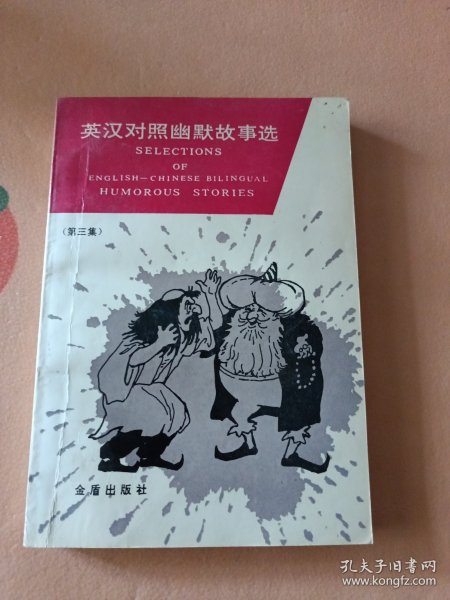 英汉对照幽默故事选
SELECTIONS
OF
ENGLISH—CHINESE BILINGUAL
HUMOROUS STORIES
（第三集）
金盾出版社
孔夫子旧书网
www.kongfz.com